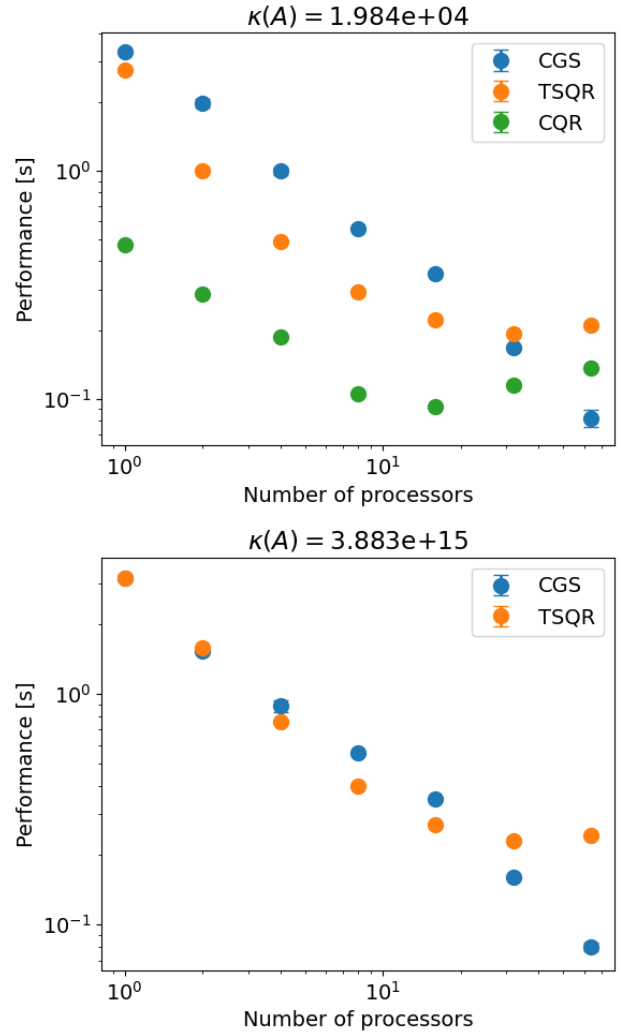 κ(A) = 1.984e+04
CGS
TSQR
CQR
10⁰
10⁻¹
Performance [s]
10⁰
10¹
Number of processors
κ(A) = 3.883e+15
CGS
TSQR
10⁰
10⁻¹
Performance [s]
10⁰
10¹
Number of processors